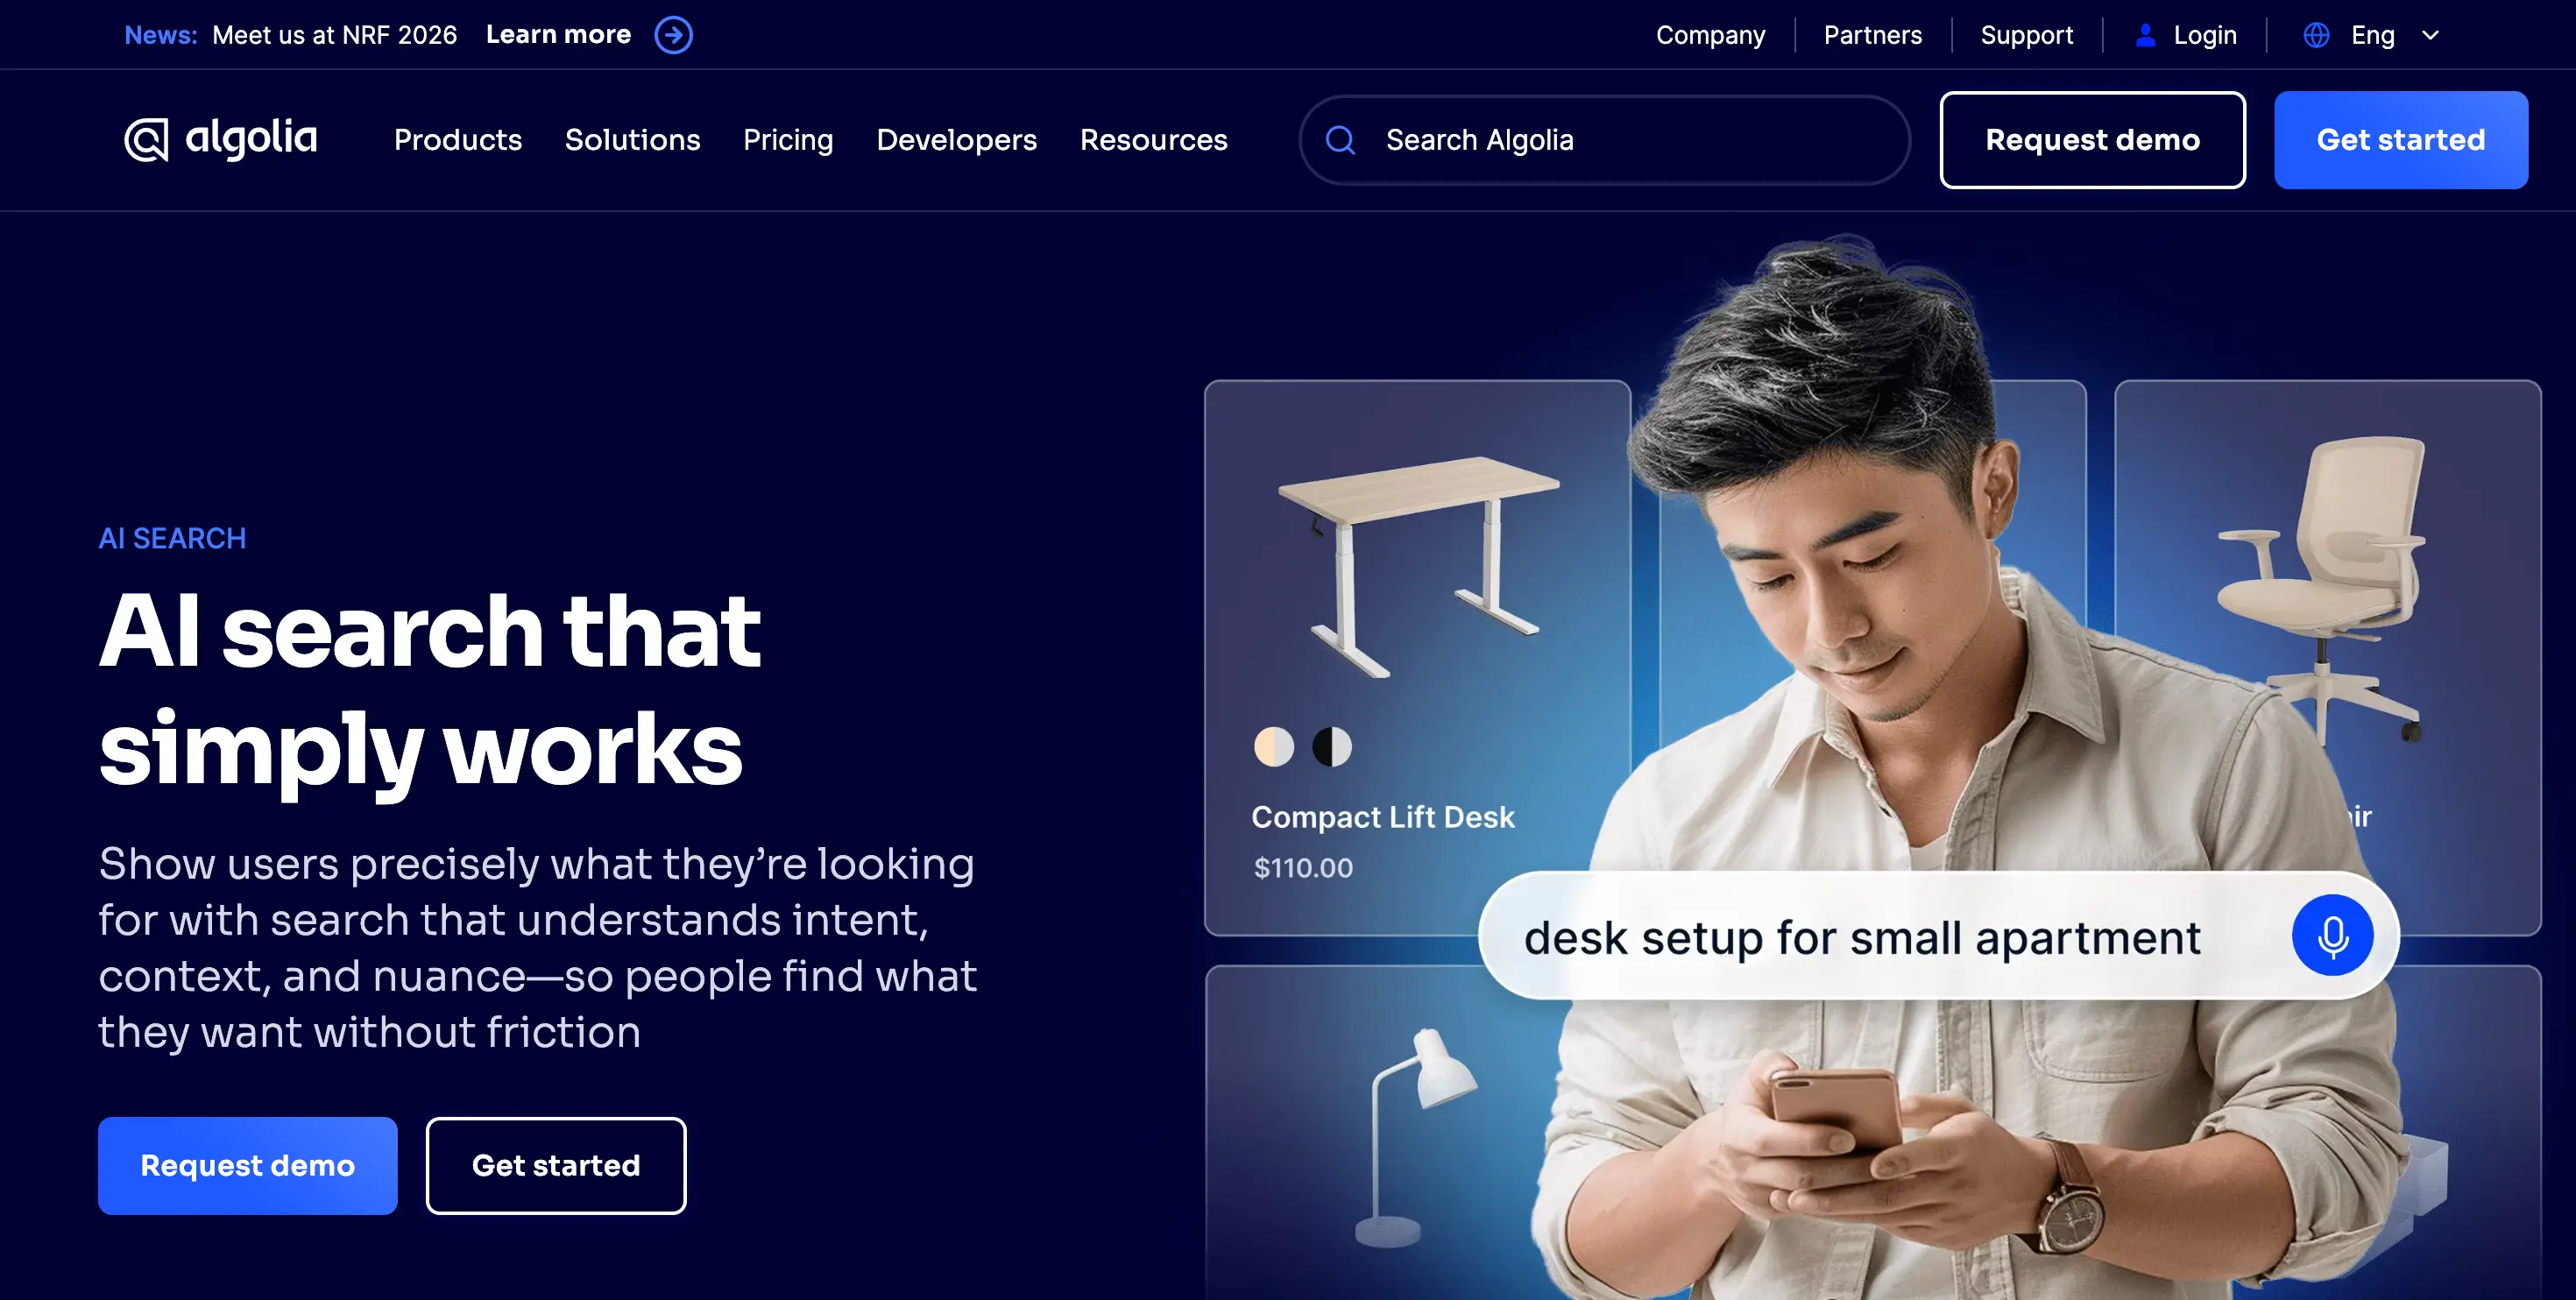 News: Meet us at NRF 2026 Learn more
Company Partners Support Login Eng
algolia Products Solutions Pricing Developers Resources Search Algolia Request demo Get started
AI SEARCH
AI search that
simply works
Show users precisely what they’re looking
for with search that understands intent,
context, and nuance—so people find what
they want without friction
Request demo Get started
Compact Lift Desk
$110.00
desk setup for small apartment